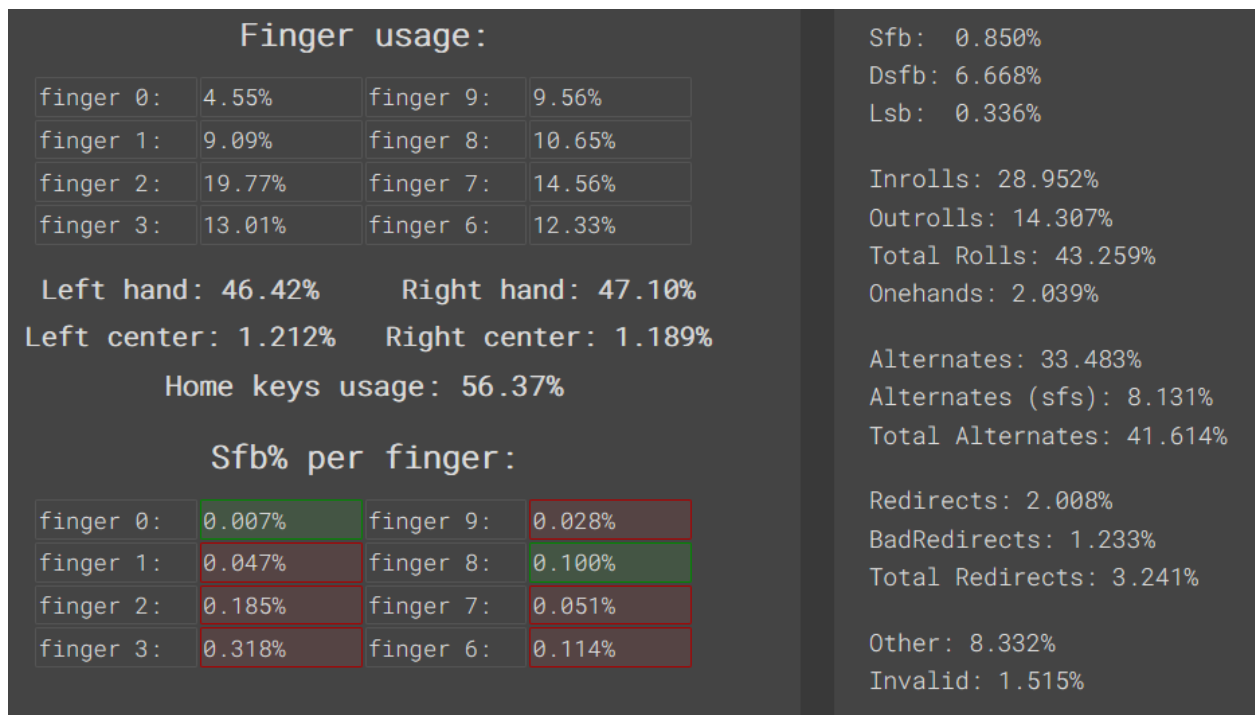 Finger usage:
finger 0: 4.55% finger 9: 9.56%
finger 1: 9.09% finger 8: 10.65%
finger 2: 19.77% finger 7: 14.56%
finger 3: 13.01% finger 6: 12.33%
Left hand: 46.42% Right hand: 47.10%
Left center: 1.212% Right center: 1.189%
Home keys usage: 56.37%
Sfb% per finger:
finger 0: 0.007% finger 9: 0.028%
finger 1: 0.047% finger 8: 0.100%
finger 2: 0.185% finger 7: 0.051%
finger 3: 0.318% finger 6: 0.114%
Sfb: 0.850%
Dsfb: 6.668%
Lsb: 0.336%
Inrolls: 28.952%
Outrolls: 14.307%
Total Rolls: 43.259%
Onehands: 2.039%
Alternates: 33.483%
Alternates (sfs): 8.131%
Total Alternates: 41.614%
Redirects: 2.008%
BadRedirects: 1.233%
Total Redirects: 3.241%
Other: 8.332%
Invalid: 1.515%